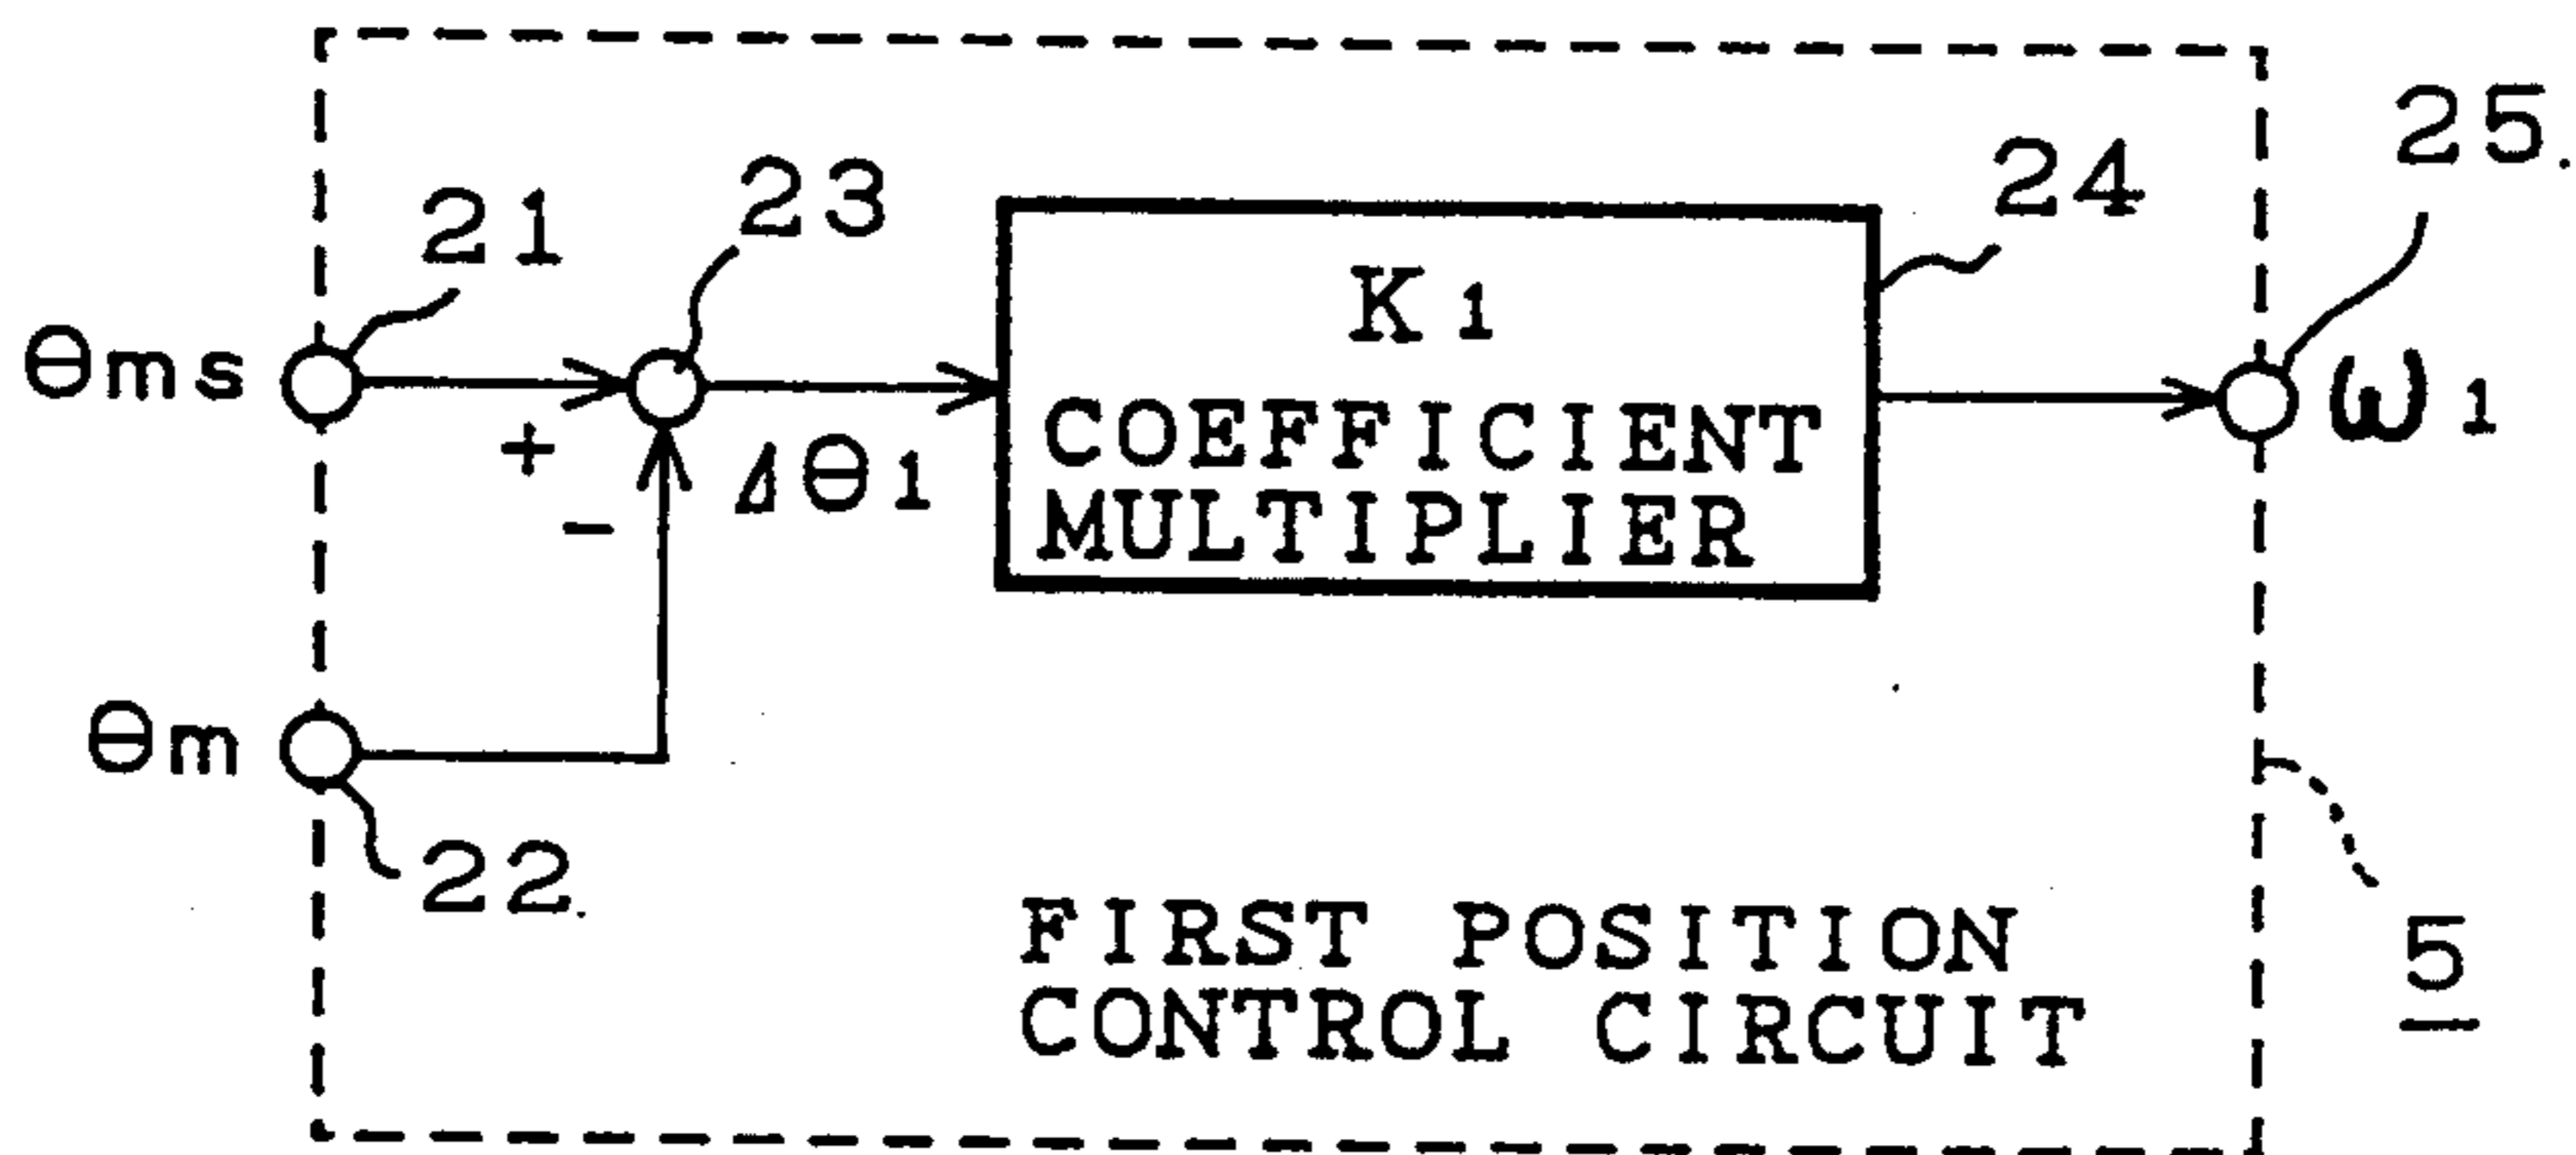 25
24
23
21
K1
Θms
ω1
COEFFICIENT
+
ΔΘ1
MULTIPLIER
-
Θm
22
FIRST POSITION
5
CONTROL CIRCUIT